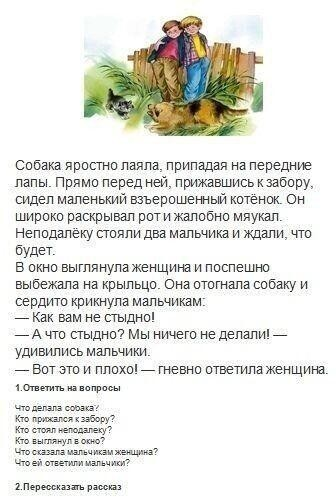 Собака яростно лаяла, припадая на передние
лапы. Прямо перед ней, прижавшись к забору,
сидел маленький взъерошенный котёнок. Он
широко раскрывал рот и жалобно мяукал.
Неподалёку стояли два мальчика и ждали, что
будет.
В окно выглянула женщина и поспешно
выбежала на крыльцо. Она отогнала собаку и
сердито крикнула мальчикам:
— Как вам не стыдно!
— А что стыдно? Мы ничего не делали! —
удивились мальчики.
— Вот это и плохо! — гневно ответила женщина.
1.Ответить на вопросы
Что делала собака?
Кто прижался к забору?
Кто стоял неподалеку?
Кто выглянул в окно?
Что сказала мальчикам женщина?
Что ей ответили мальчики?
2.Перессказать рассказ